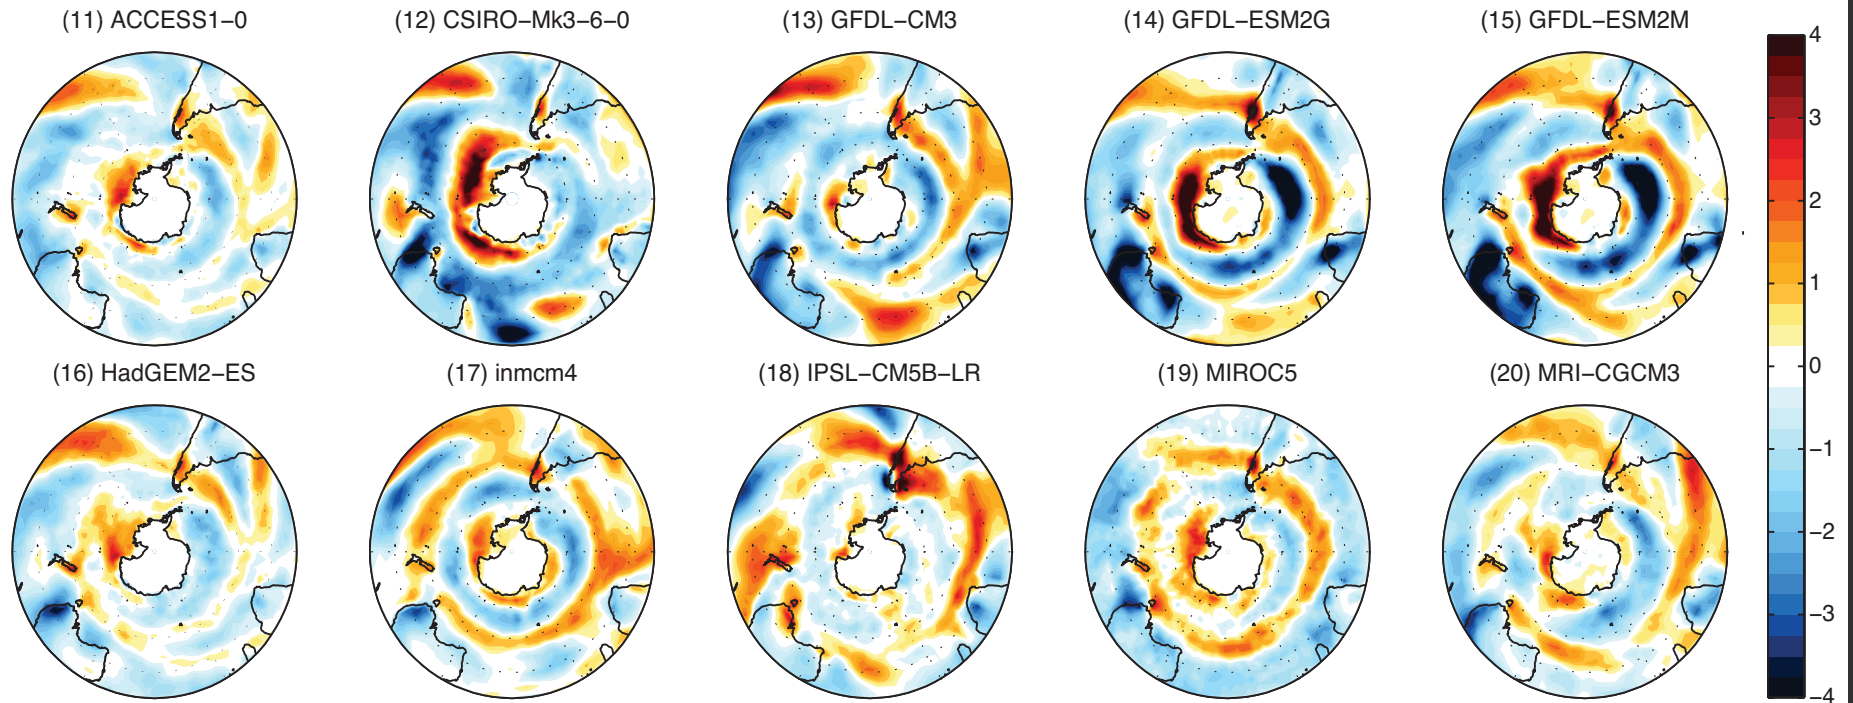 (11) ACCESS1−0
(12) CSIRO−Mk3−6−0
(13) GFDL−CM3
(14) GFDL−ESM2G
(15) GFDL−ESM2M
4
3
2
1
0
−1
−2
−3
−4
(16) HadGEM2−ES
(17) inmcm4
(18) IPSL−CM5B−LR
(19) MIROC5
(20) MRI−CGCM3